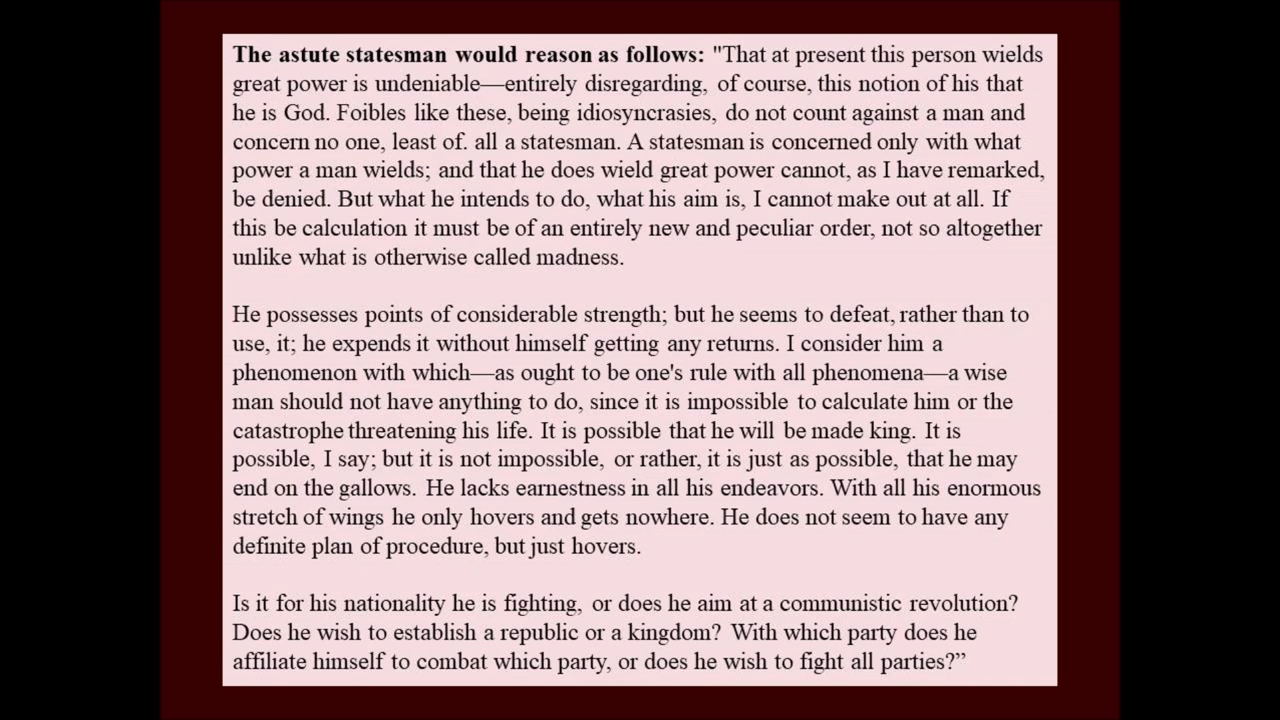 The astute statesman would reason as follows: "That at present this person wields
great power is undeniable—entirely disregarding, of course, this notion of his that
he is God. Foibles like these, being idiosyncrasies, do not count against a man and
concern no one, least of. all a statesman. A statesman is concerned only with what
power a man wields; and that he does wield great power cannot, as I have remarked,
be denied. But what he intends to do, what his aim is, I cannot make out at all. If
this be calculation it must be of an entirely new and peculiar order, not so altogether
unlike what is otherwise called madness.
He possesses points of considerable strength; but he seems to defeat, rather than to
use, it; he expends it without himself getting any returns. I consider him a
phenomenon with which—as ought to be one's rule with all phenomena—a wise
man should not have anything to do, since it is impossible to calculate him or the
catastrophe threatening his life. It is possible that he will be made king. It is
possible, I say; but it is not impossible, or rather, it is just as possible, that he may
end on the gallows. He lacks earnestness in all his endeavors. With all his enormous
stretch of wings he only hovers and gets nowhere. He does not seem to have any
definite plan of procedure, but just hovers.
Is it for his nationality he is fighting, or does he aim at a communistic revolution?
Does he wish to establish a republic or a kingdom? With which party does he
affiliate himself to combat which party, or does he wish to fight all parties?”